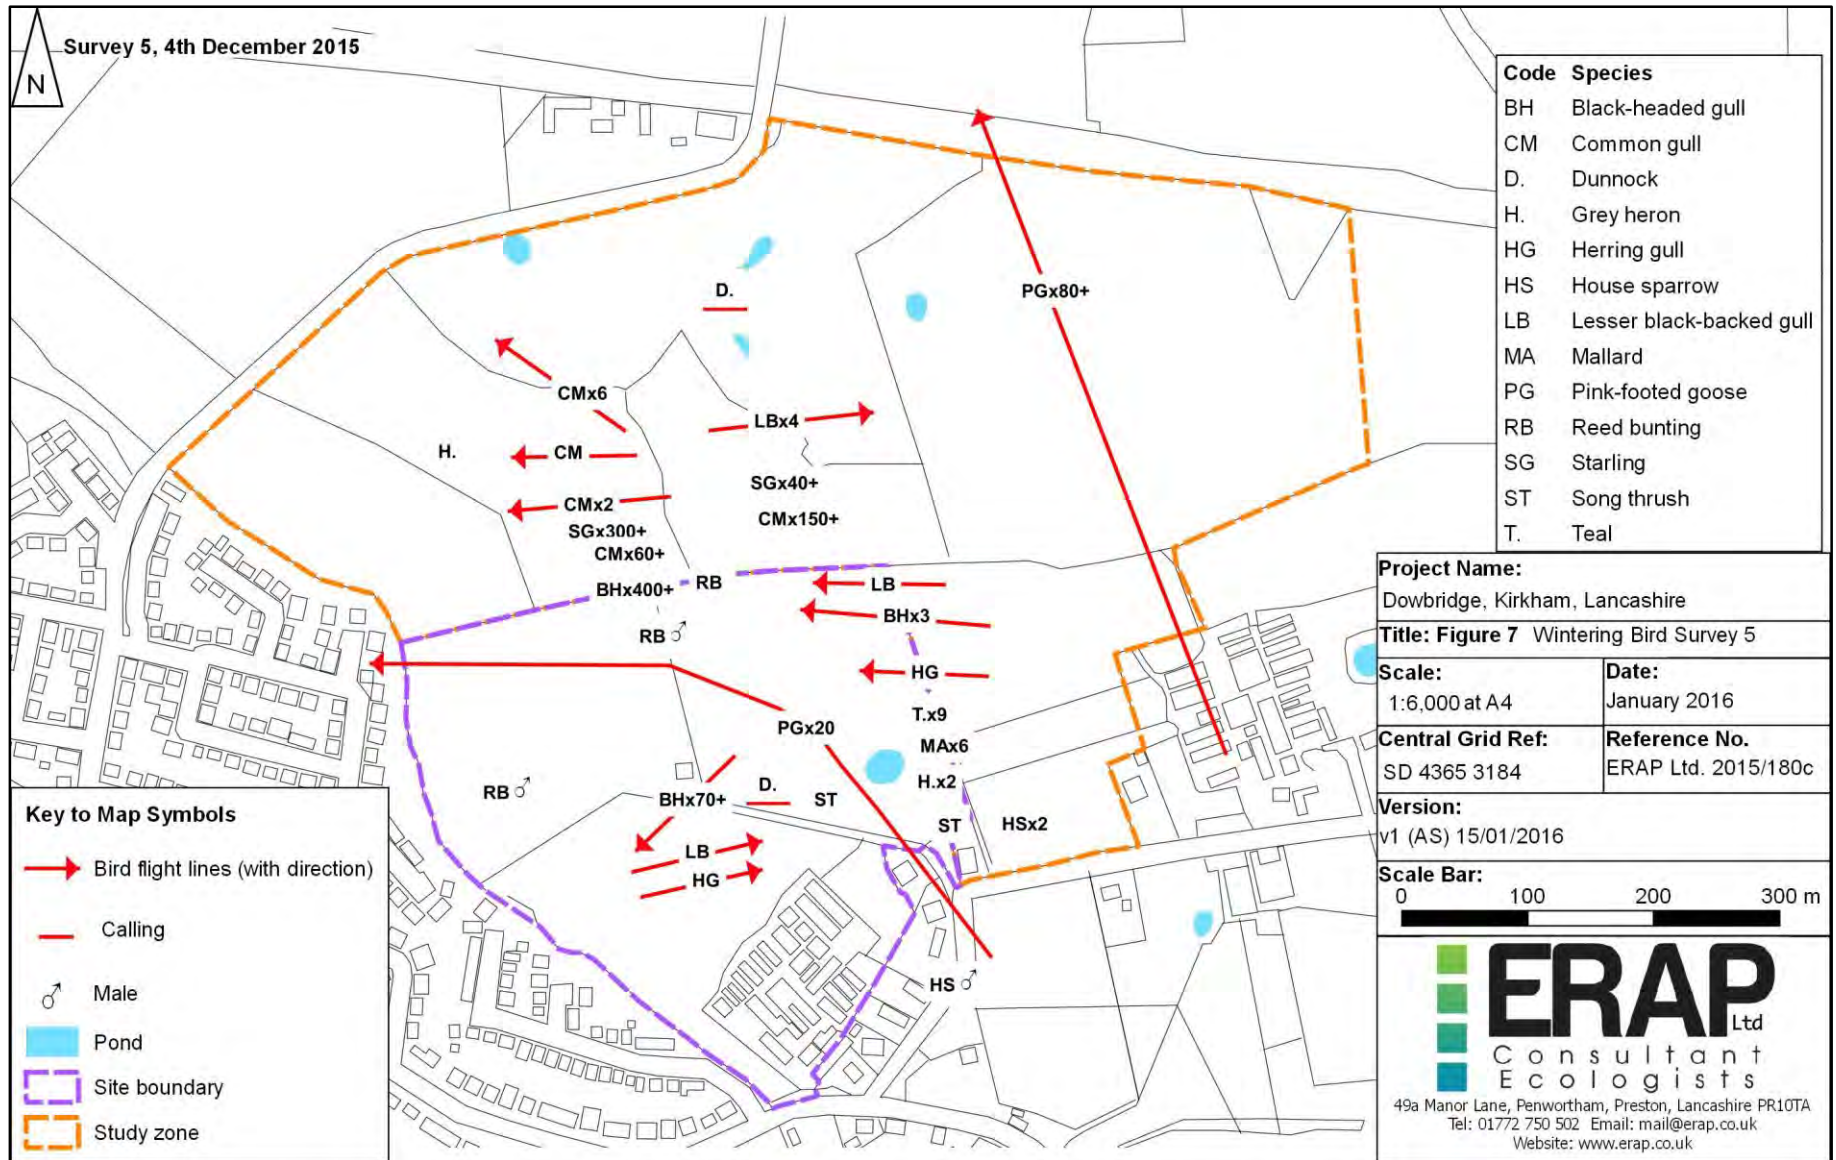 Survey 5, 4th December 2015
N
Code Species
BH Black-headed gull
CM Common gull
D. Dunnock
H. Grey heron
HG Herring gull
HS House sparrow
LB Lesser black-backed gull
MA Mallard
PG Pink-footed goose
RB Reed bunting
SG Starling
ST Song thrush
T. Teal
D.
PGx80+
CMx6
LBx4
H.
CM
CMx2
SGx40+
SGx300+
CMx150+
CMx60+
BHx400+
RB
LB
RB ♂
BHx3
HG
T.x9
PGx20
MAx6
H.x2
RB ♂
BHx70+
D.
ST
ST
HSx2
LB
HG
HS ♂
Project Name:
Dowbridge, Kirkham, Lancashire
Title: Figure 7 Wintering Bird Survey 5
Scale:
1:6,000 at A4
Date:
January 2016
Central Grid Ref:
SD 4365 3184
Reference No.
ERAP Ltd. 2015/180c
Version:
v1 (AS) 15/01/2016
Scale Bar:
0 100 200 300 m
Key to Map Symbols
Bird flight lines (with direction)
Calling
♂ Male
Pond
Site boundary
Study zone
ERAP Ltd
Consultant
Ecologists
49a Manor Lane, Penwortham, Preston, Lancashire PR10TA
Tel: 01772 750 502 Email: mail@erap.co.uk
Website: www.erap.co.uk